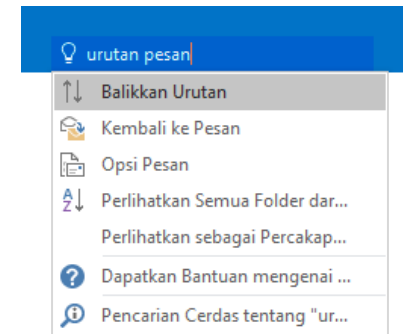 urutan pesan
Balikkan Urutan
Kembali ke Pesan
Opsi Pesan
Perlihatkan Semua Folder dar...
Perlihatkan sebagai Percakap...
Dapatkan Bantuan mengenai ...
Pencarian Cerdas tentang "ur...